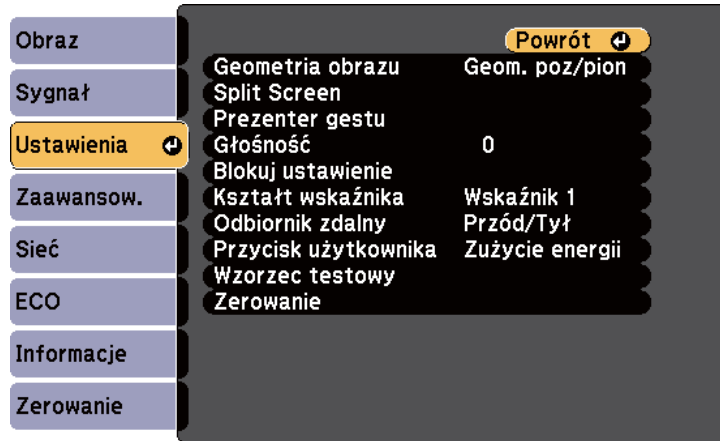 Obraz
Sygnał
Ustawienia
Zaawansow.
Sieć
ECO
Informacje
Zerowanie
Powrót
Geometria obrazu Geom. poz/pion
Split Screen
Prezenter gestu
Głośność 0
Blokuj ustawienie
Kształt wskaźnika Wskaźnik 1
Odbiornik zdalny Przód/Tył
Przycisk użytkownika Zużycie energii
Wzorzec testowy
Zerowanie